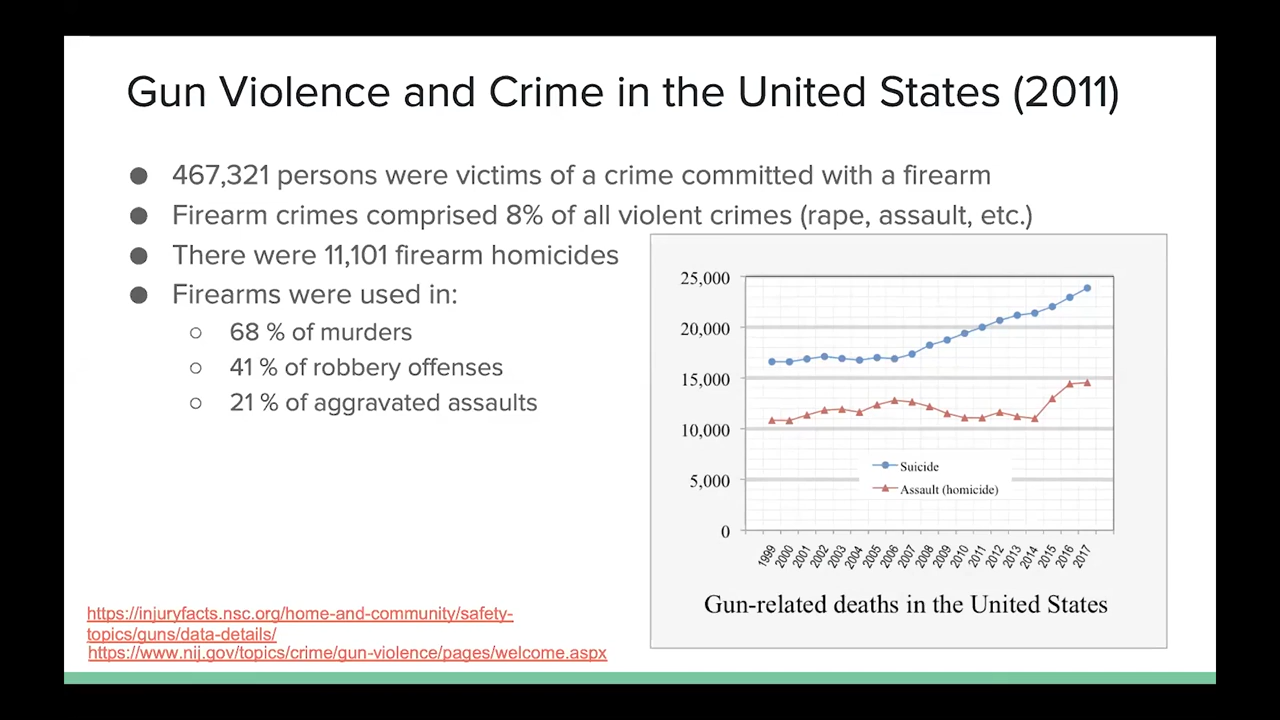 Gun Violence and Crime in the United States (2011)
● 467,321 persons were victims of a crime committed with a firearm
● Firearm crimes comprised 8% of all violent crimes (rape, assault, etc.)
● There were 11,101 firearm homicides
● Firearms were used in:
○ 68 % of murders
○ 41 % of robbery offenses
○ 21 % of aggravated assaults
25,000
20,000
15,000
10,000
5,000
0
Suicide
Assault (homicide)
1999 2000 2001 2002 2003 2004 2005 2006 2007 2008 2009 2010 2011 2012 2013 2014 2015 2016 2017
Gun-related deaths in the United States
https://injuryfacts.nsc.org/home-and-community/safety-
topics/guns/data-details/
https://www.nij.gov/topics/crime/gun-violence/pages/welcome.aspx